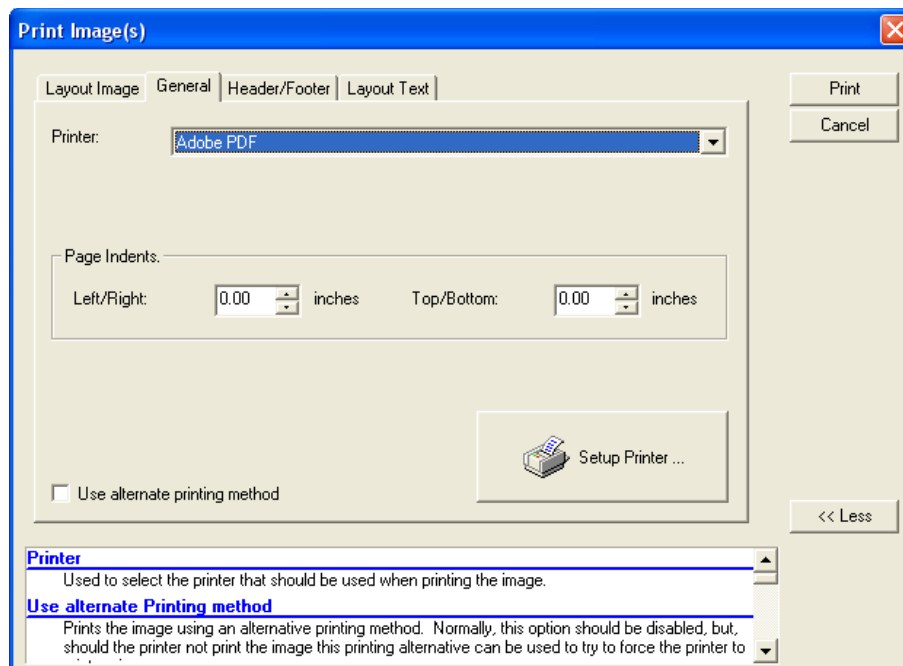 Print Image(s)
Layout Image General Header/Footer Layout Text
Print
Cancel
Printer: Adobe PDF
Page Indents.
Left/Right: 0.00 inches Top/Bottom: 0.00 inches
Setup Printer ...
Use alternate printing method
<< Less
Printer
Used to select the printer that should be used when printing the image.
Use alternate Printing method
Prints the image using an alternative printing method. Normally, this option should be disabled, but,
should the printer not print the image this printing alternative can be used to try to force the printer to